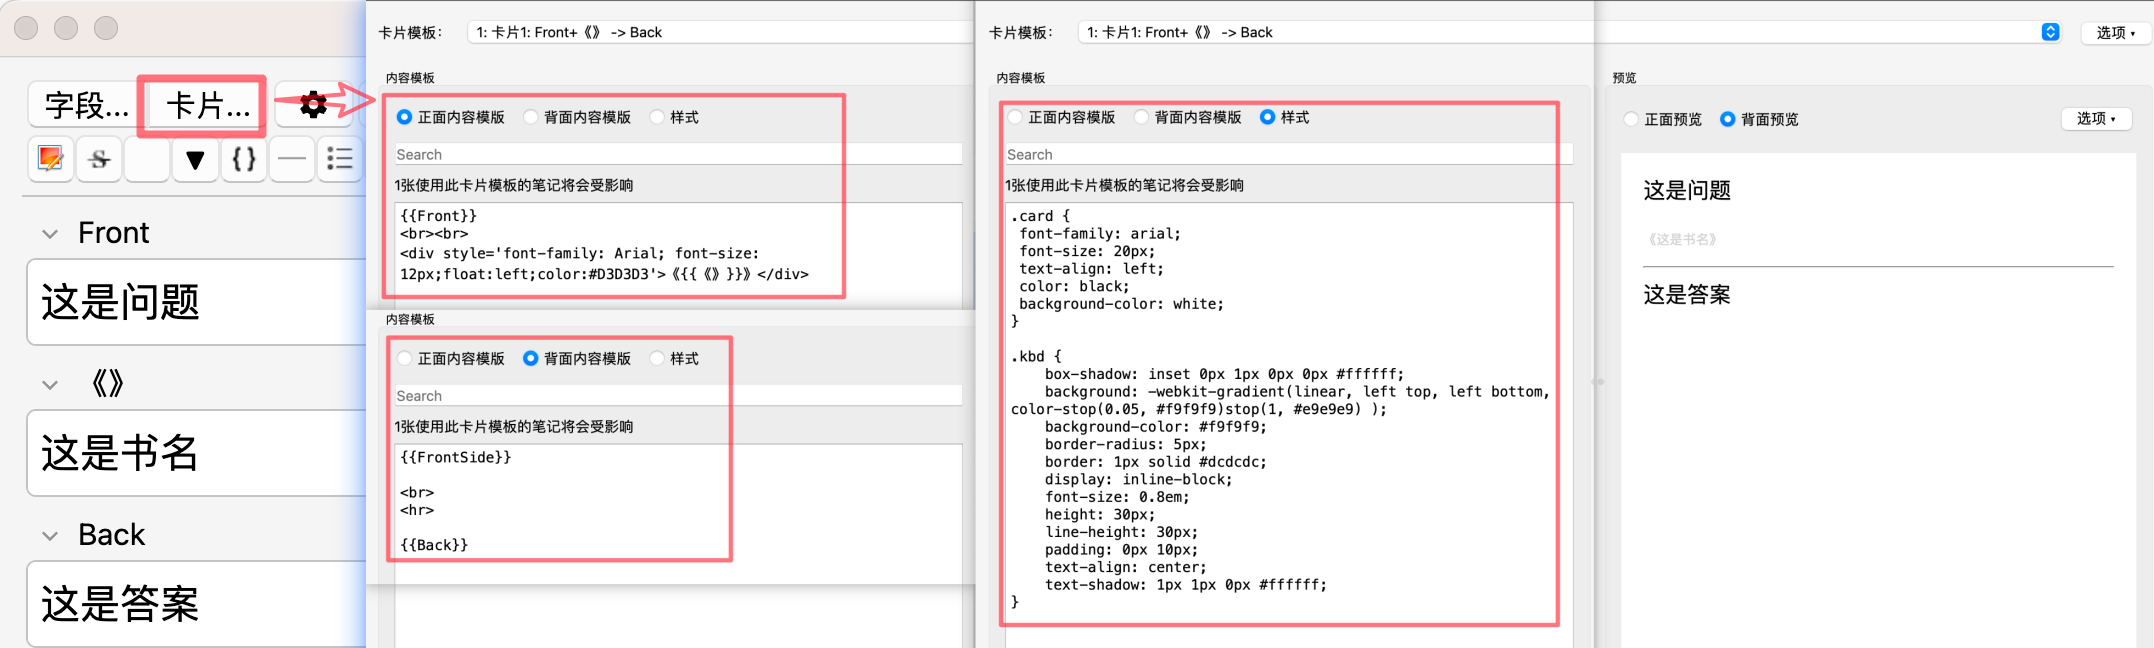 字段...
卡片...
Front
这是问题
《》
这是书名
Back
这是答案
卡片模板：
1: 卡片1: Front+《》 -> Back
内容模板
正面内容模版
背面内容模版
样式
Search
1张使用此卡片模板的笔记将会受影响
{{Front}}
<br><br>
<div style='font-family: Arial; font-size:
12px;float:left;color:#D3D3D3'>《{{《》}}》</div>
内容模板
正面内容模版
背面内容模版
样式
Search
1张使用此卡片模板的笔记将会受影响
{{FrontSide}}
<br>
<hr>
{{Back}}
卡片模板：
1: 卡片1: Front+《》 -> Back
选项
内容模板
正面内容模版
背面内容模版
样式
Search
1张使用此卡片模板的笔记将会受影响
.card {
font-family: arial;
font-size: 20px;
text-align: left;
color: black;
background-color: white;
}
.kbd {
box-shadow: inset 0px 1px 0px 0px #ffffff;
background: -webkit-gradient(linear, left top, left bottom,
color-stop(0.05, #f9f9f9)stop(1, #e9e9e9) );
background-color: #f9f9f9;
border-radius: 5px;
border: 1px solid #dcdcdc;
display: inline-block;
font-size: 0.8em;
height: 30px;
line-height: 30px;
padding: 0px 10px;
text-align: center;
text-shadow: 1px 1px 0px #ffffff;
}
预览
正面预览
背面预览
选项
这是问题
《这是书名》
这是答案